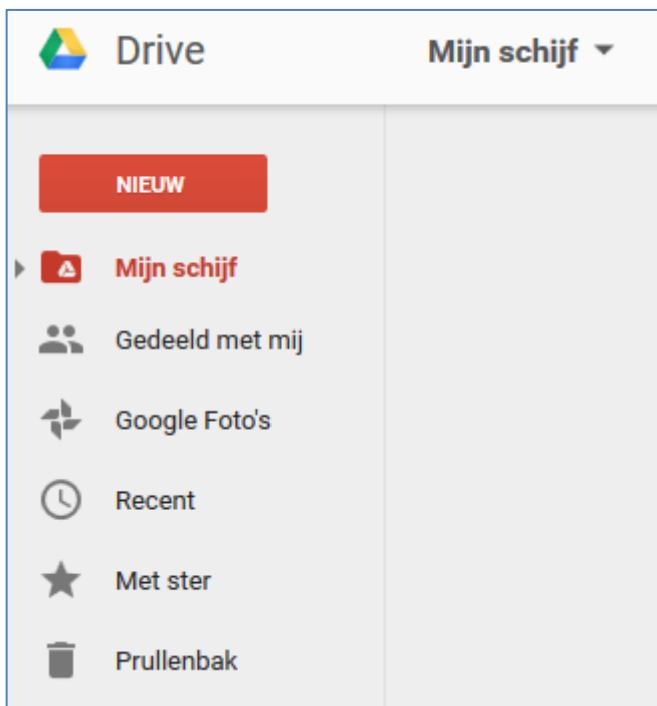 Drive
Mijn schijf
NIEUW
Mijn schijf
Gedeeld met mij
Google Foto's
Recent
Met ster
Prullenbak